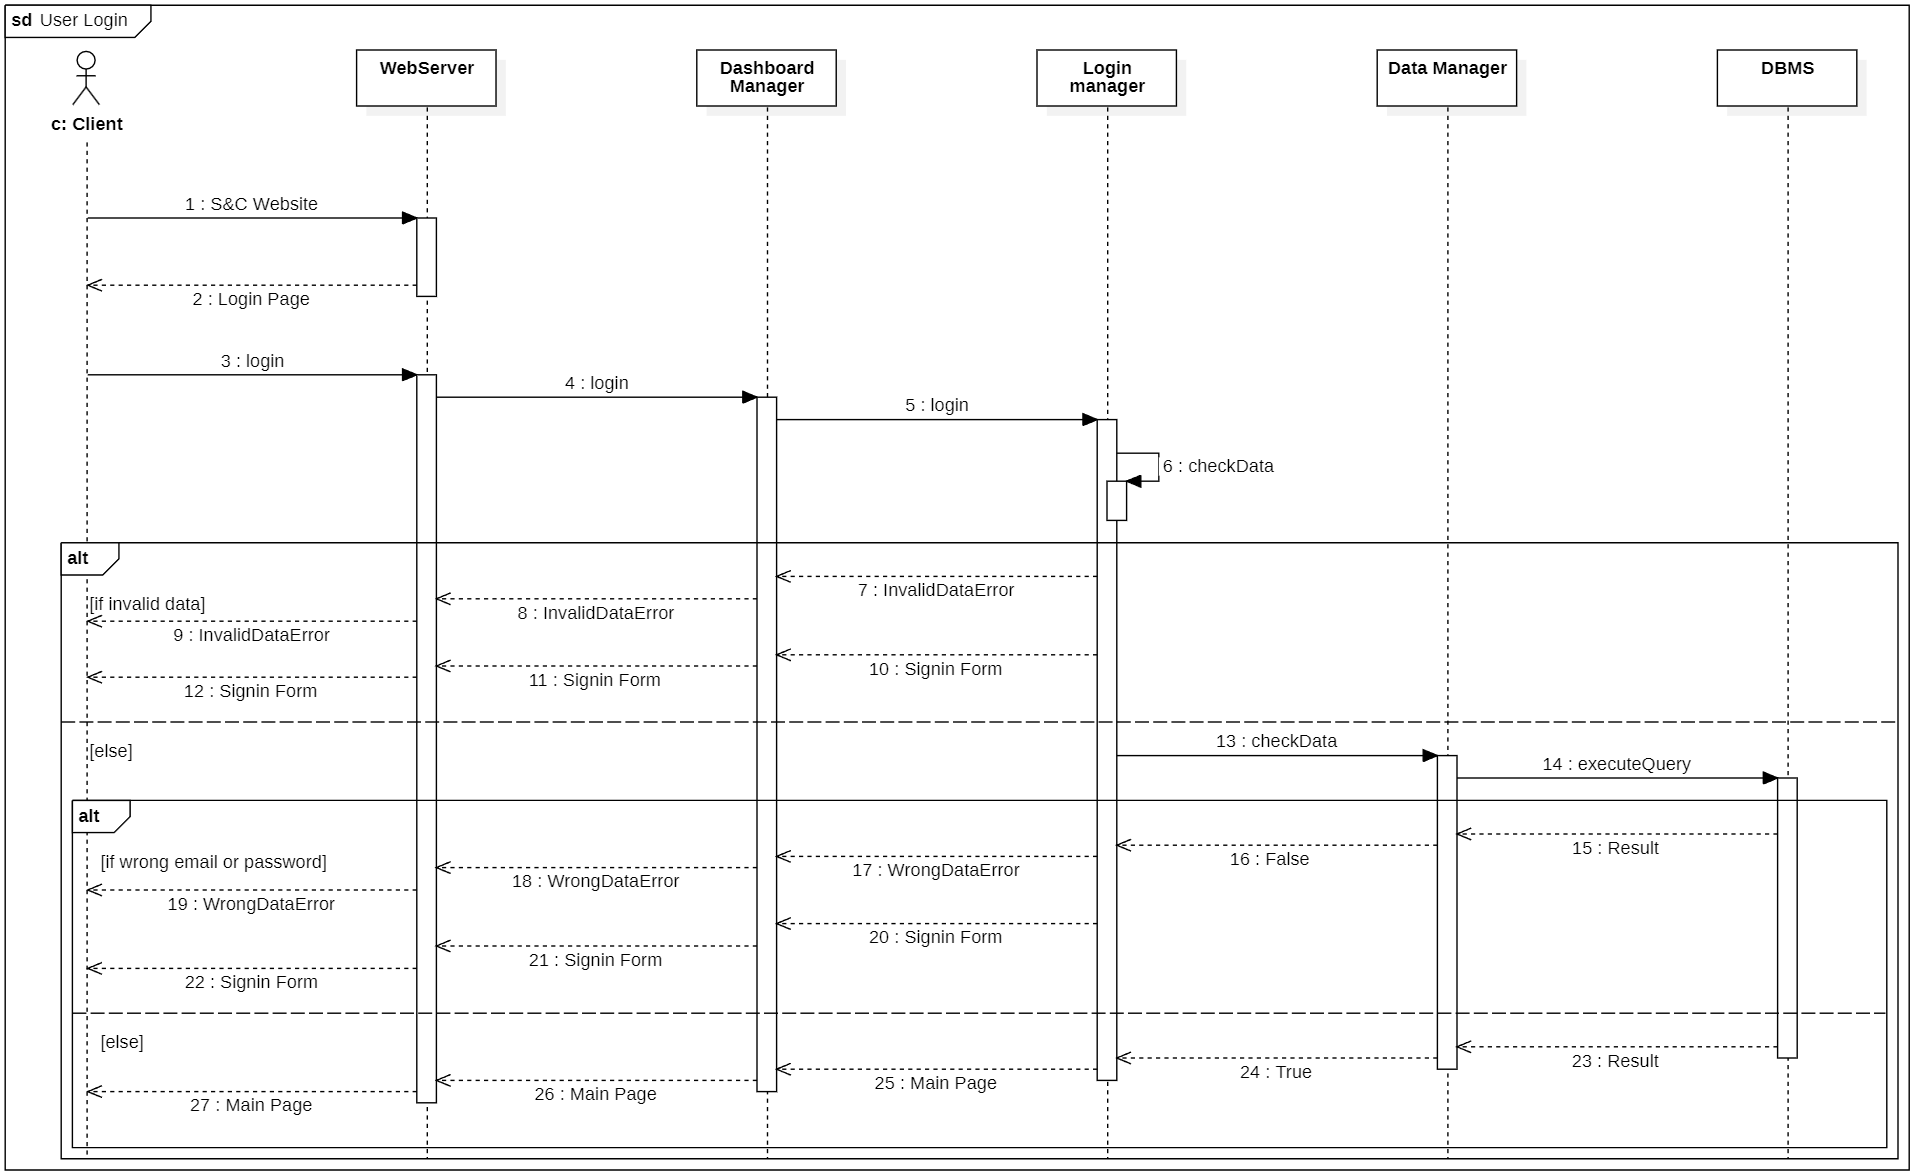 sd User Login
c: Client
WebServer
Dashboard
Manager
Login
manager
Data Manager
DBMS
1 : S&C Website
2 : Login Page
3 : login
4 : login
5 : login
6 : checkData
alt
[if invalid data]
7 : InvalidDataError
8 : InvalidDataError
9 : InvalidDataError
10 : Signin Form
11 : Signin Form
12 : Signin Form
[else]
13 : checkData
14 : executeQuery
alt
[if wrong email or password]
15 : Result
16 : False
17 : WrongDataError
18 : WrongDataError
19 : WrongDataError
20 : Signin Form
21 : Signin Form
22 : Signin Form
[else]
23 : Result
24 : True
25 : Main Page
26 : Main Page
27 : Main Page